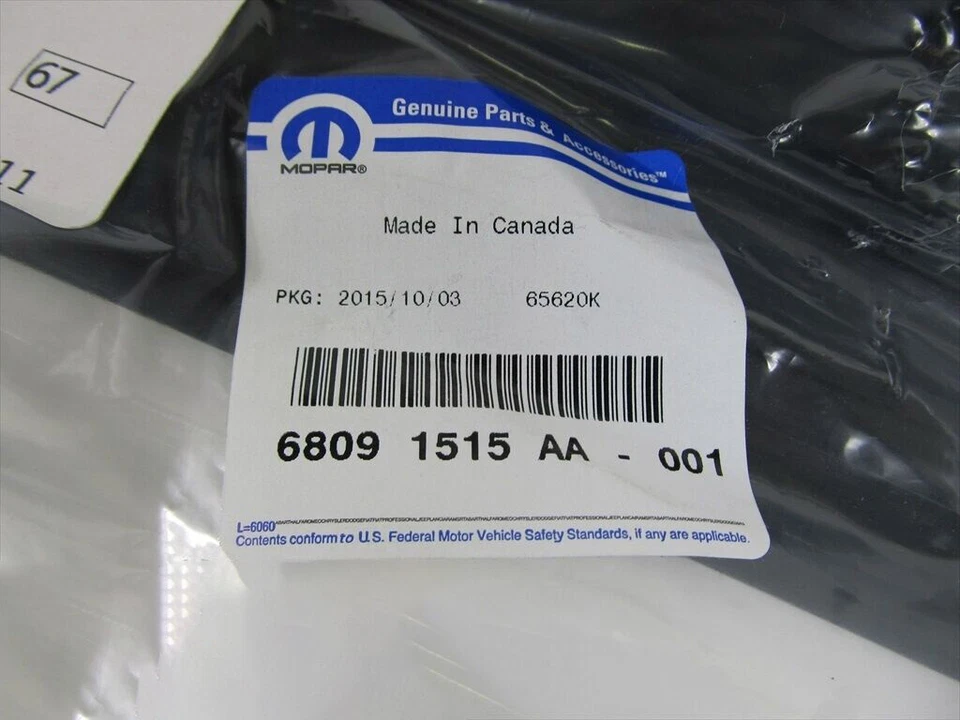 67
11
Genuine Parts & Accessories™
MOPAR®
Made In Canada
PKG: 2015/10/03 65620K
6809 1515 AA - 001
L=6060
Contents conform to U.S. Federal Motor Vehicle Safety Standards, if any are applicable.